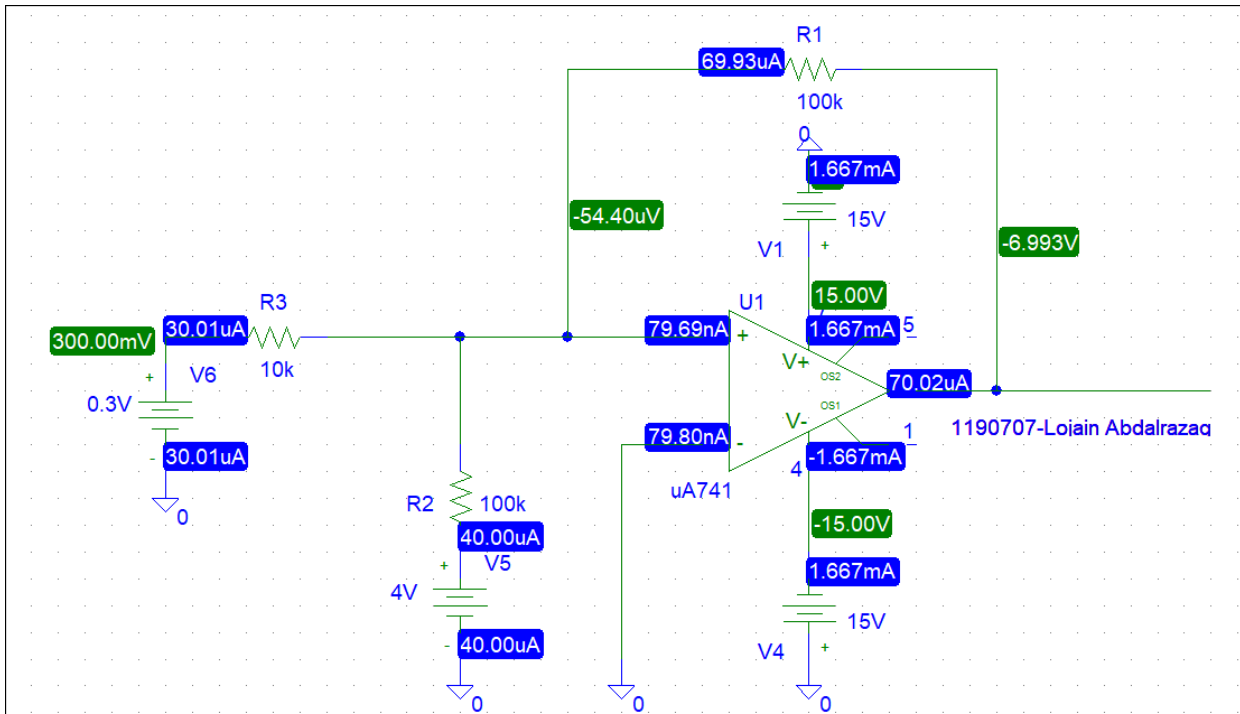 R1
69.93uA
100k
0
1.667mA
15V
-54.40uV
V1
+
-6.993V
R3
U1
15.00V
300.00mV
30.01uA
79.69nA
+
1.667mA
5
10k
V+
+
V6
OS2
70.02uA
0.3V
OS1
79.80nA
-
V-
1
1190707-Lojain Abdalrazaq
-
30.01uA
4
-1.667mA
uA741
0
R2
100k
-15.00V
40.00uA
+
V5
1.667mA
4V
15V
-
40.00uA
V4
+
0
0
0